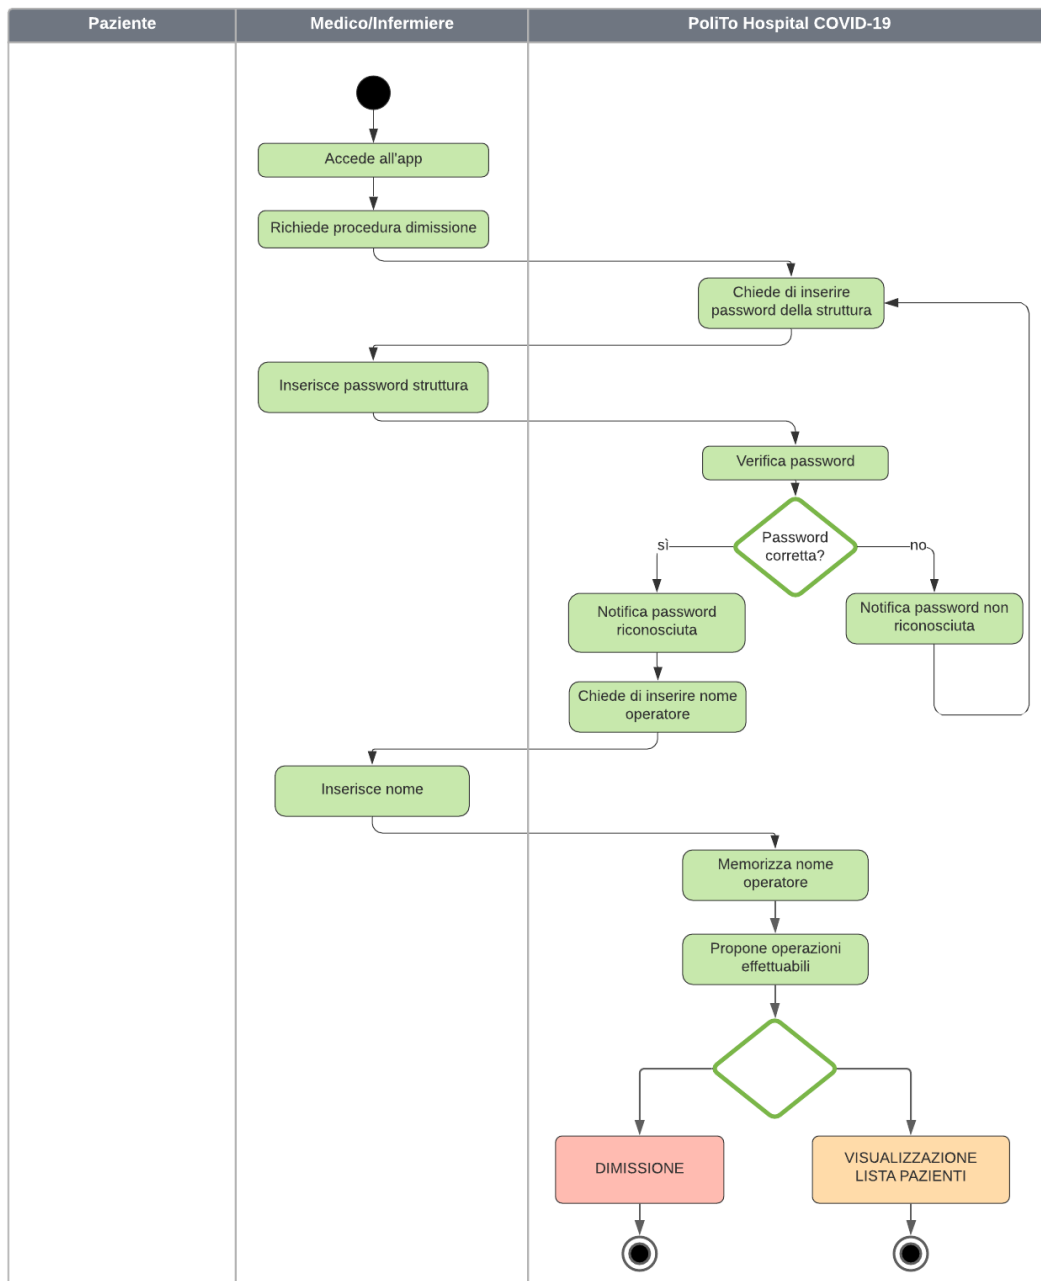 Paziente
Medico/Infermiere
PoliTo Hospital COVID-19
Accede all'app
Richiede procedura dimissione
Chiede di inserire
password della struttura
Inserisce password struttura
Verifica password
Password
corretta?
sì
no
Notifica password
riconosciuta
Notifica password non
riconosciuta
Chiede di inserire nome
operatore
Inserisce nome
Memorizza nome
operatore
Propone operazioni
effettuabili
DIMISSIONE
VISUALIZZAZIONE
LISTA PAZIENTI